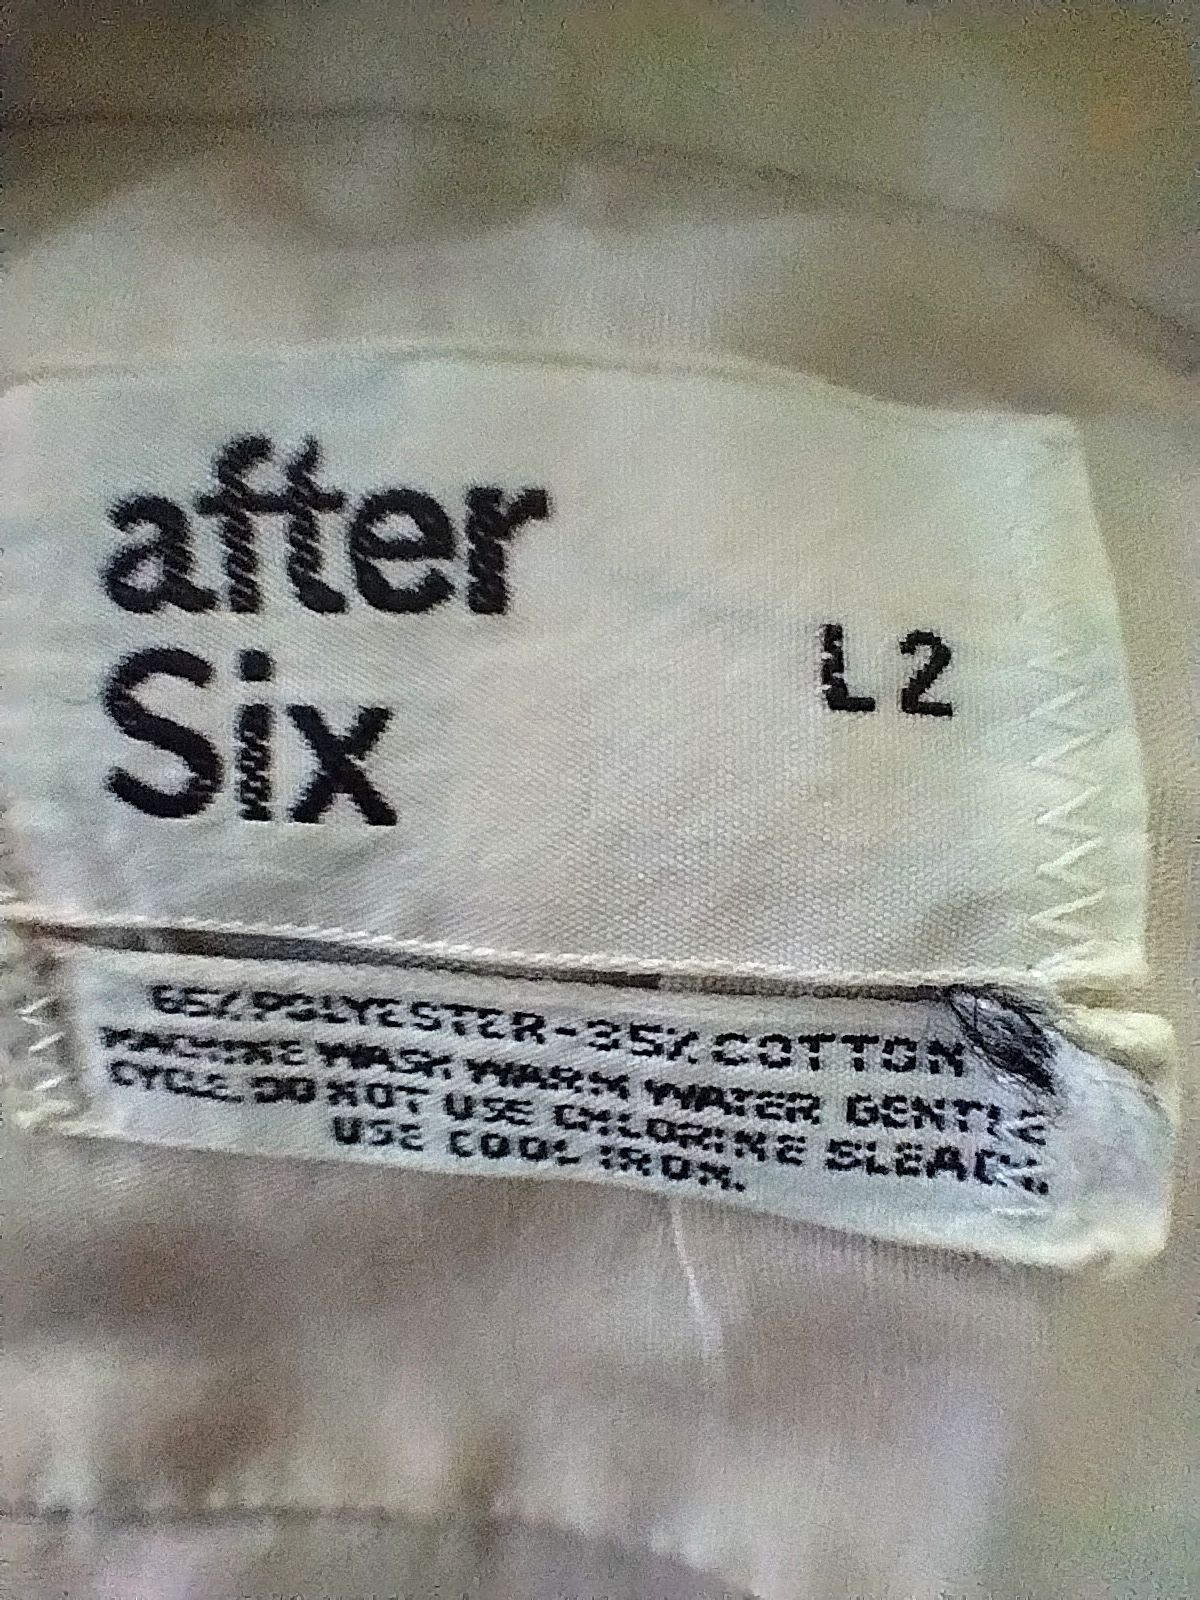 after
Six
L2
65% POLYESTER-35% COTTON
MACHINE WASK WARM WATER GENTLE
CYCLE. DO NOT USE CHLORINE BLEACH.
USE COOL IRON.